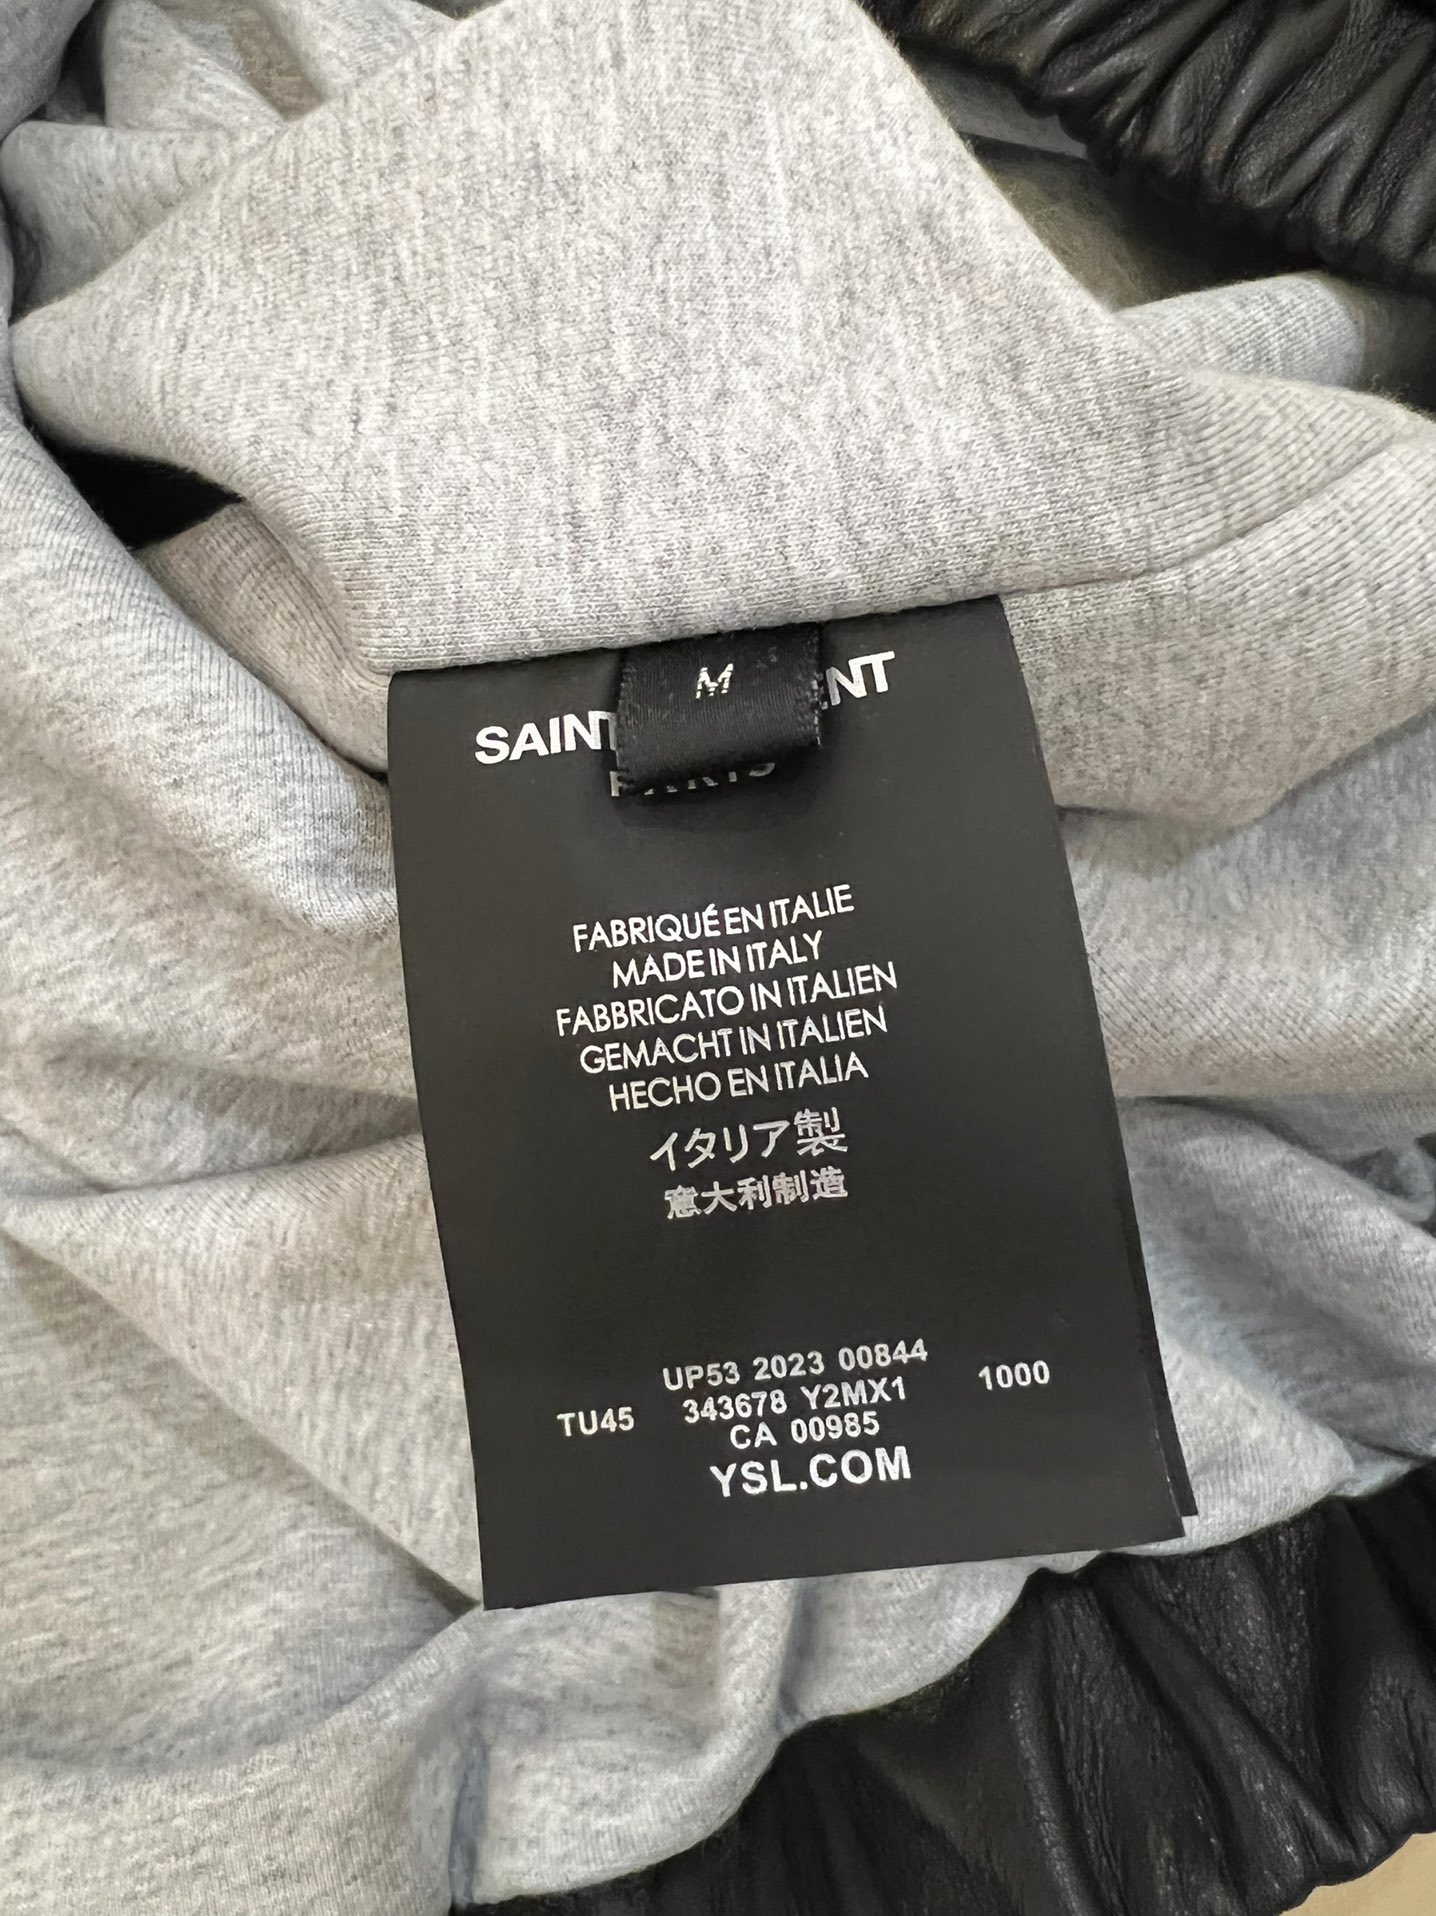 M
SAINT
PARIS
FABRIQUÉ EN ITALIE
MADE IN ITALY
FABBRICATO IN ITALIEN
GEMACHT IN ITALIEN
HECHO EN ITALIA
イタリア製
意大利制造
UP53 2023 00844
TU45 343678 Y2MX1 1000
CA 00985
YSL.COM